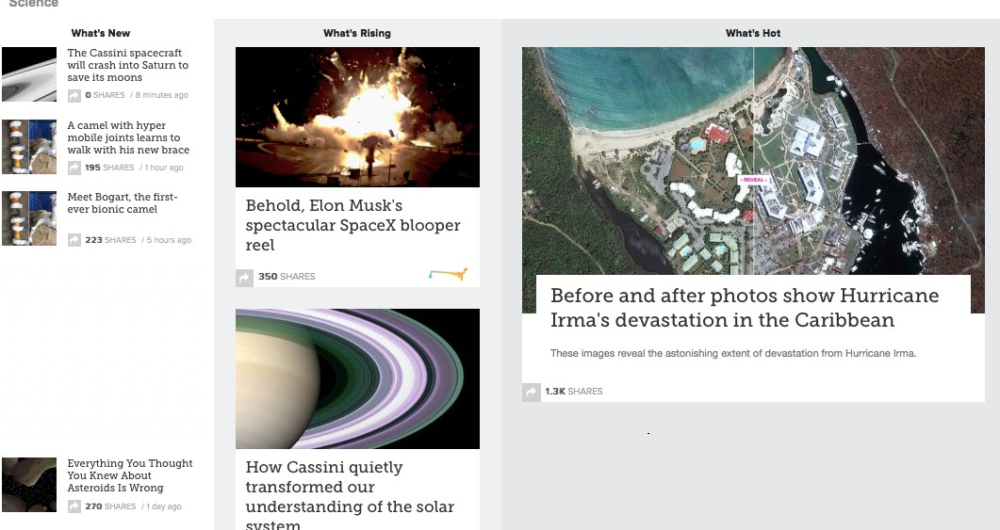 Science
What's New
The Cassini spacecraft
will crash into Saturn to
save its moons
0 SHARES / 8 minutes ago
A camel with hyper
mobile joints learns to
walk with his new brace
195 SHARES / 1 hour ago
Meet Bogart, the first-
ever bionic camel
223 SHARES / 5 hours ago
Everything You Thought
You Knew About
Asteroids Is Wrong
270 SHARES / 1 day ago
What's Rising
Behold, Elon Musk's
spectacular SpaceX blooper
reel
350 SHARES
How Cassini quietly
transformed our
understanding of the solar
system
What's Hot
REVEAL
Before and after photos show Hurricane
Irma's devastation in the Caribbean
These images reveal the astonishing extent of devastation from Hurricane Irma.
1.3K SHARES